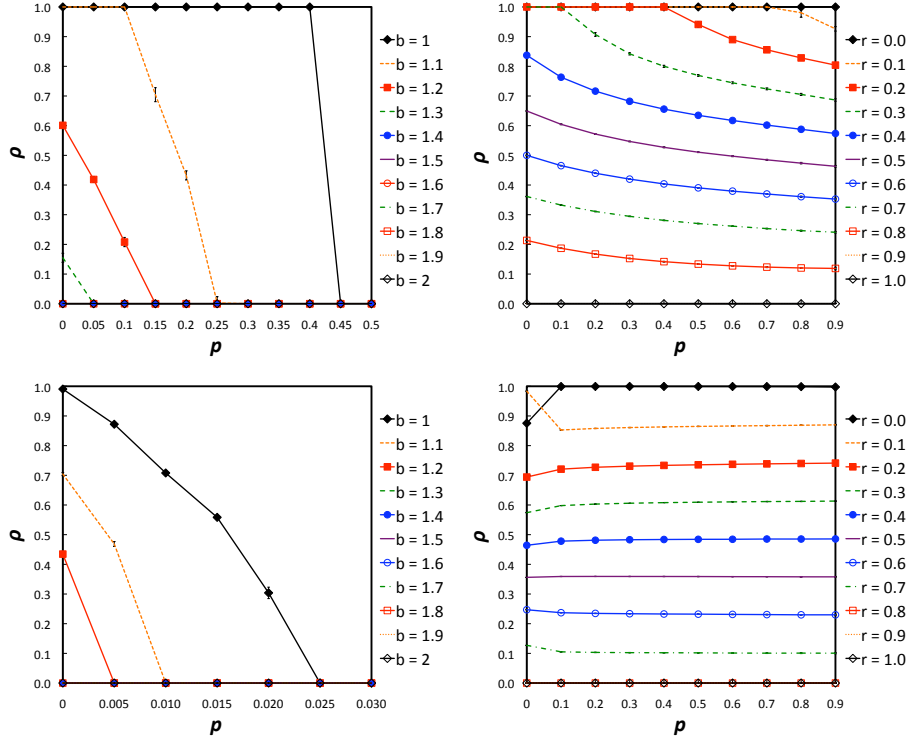 1.0
0.9
0.8
0.7
0.6
0.5
0.4
0.3
0.2
0.1
0.0
ρ
0 0.05 0.1 0.15 0.2 0.25 0.3 0.35 0.4 0.45 0.5
p
b = 1
b = 1.1
b = 1.2
b = 1.3
b = 1.4
b = 1.5
b = 1.6
b = 1.7
b = 1.8
b = 1.9
b = 2
1.0
0.9
0.8
0.7
0.6
0.5
0.4
0.3
0.2
0.1
0.0
ρ
0 0.1 0.2 0.3 0.4 0.5 0.6 0.7 0.8 0.9
p
r = 0.0
r = 0.1
r = 0.2
r = 0.3
r = 0.4
r = 0.5
r = 0.6
r = 0.7
r = 0.8
r = 0.9
r = 1.0
1.0
0.9
0.8
0.7
0.6
0.5
0.4
0.3
0.2
0.1
0.0
ρ
0 0.005 0.010 0.015 0.020 0.025 0.030
p
b = 1
b = 1.1
b = 1.2
b = 1.3
b = 1.4
b = 1.5
b = 1.6
b = 1.7
b = 1.8
b = 1.9
b = 2
1.0
0.9
0.8
0.7
0.6
0.5
0.4
0.3
0.2
0.1
0.0
ρ
0 0.1 0.2 0.3 0.4 0.5 0.6 0.7 0.8 0.9
p
r = 0.0
r = 0.1
r = 0.2
r = 0.3
r = 0.4
r = 0.5
r = 0.6
r = 0.7
r = 0.8
r = 0.9
r = 1.0